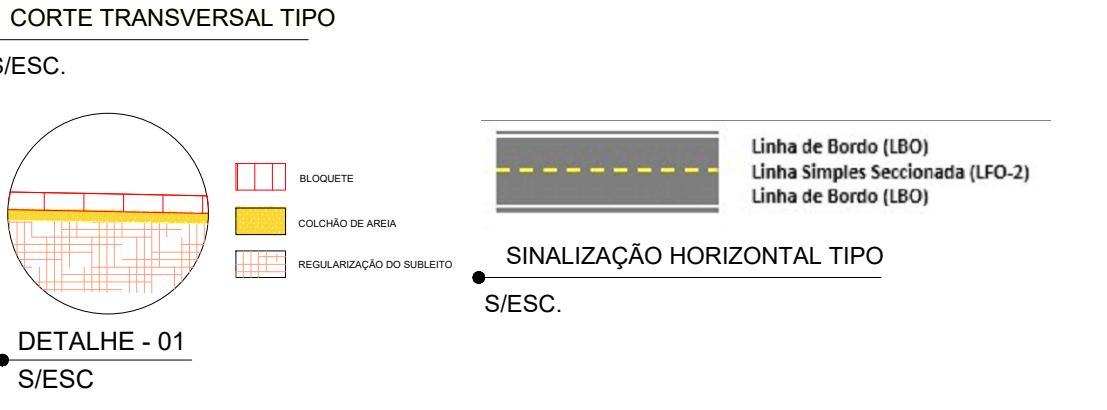 CORTE TRANSVERSAL TIPO
S/ESC.
BLOQUETE
COLCHÃO DE AREIA
REGULARIZAÇÃO DO SUBLEITO
DETALHE - 01
S/ESC
Linha de Bordo (LBO)
Linha Simples Seccionada (LFO-2)
Linha de Bordo (LBO)
SINALIZAÇÃO HORIZONTAL TIPO
S/ESC.